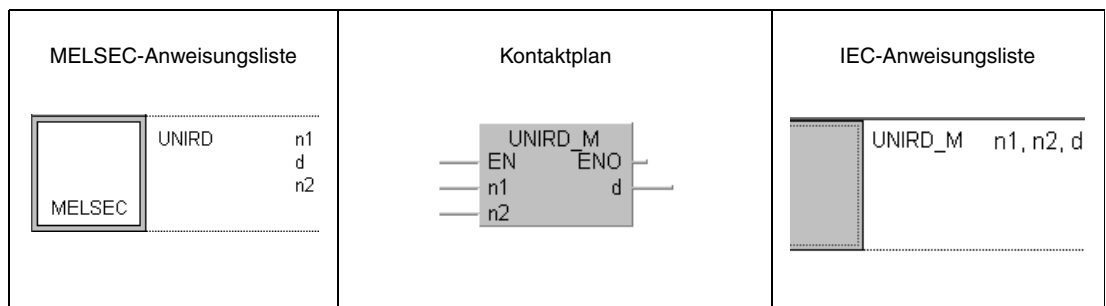 MELSEC-Anweisungsliste
UNIRD n1
d
n2
MELSEC
Kontaktplan
UNIRD_M
EN ENO
n1 d
n2
IEC-Anweisungsliste
UNIRD_M n1, n2, d